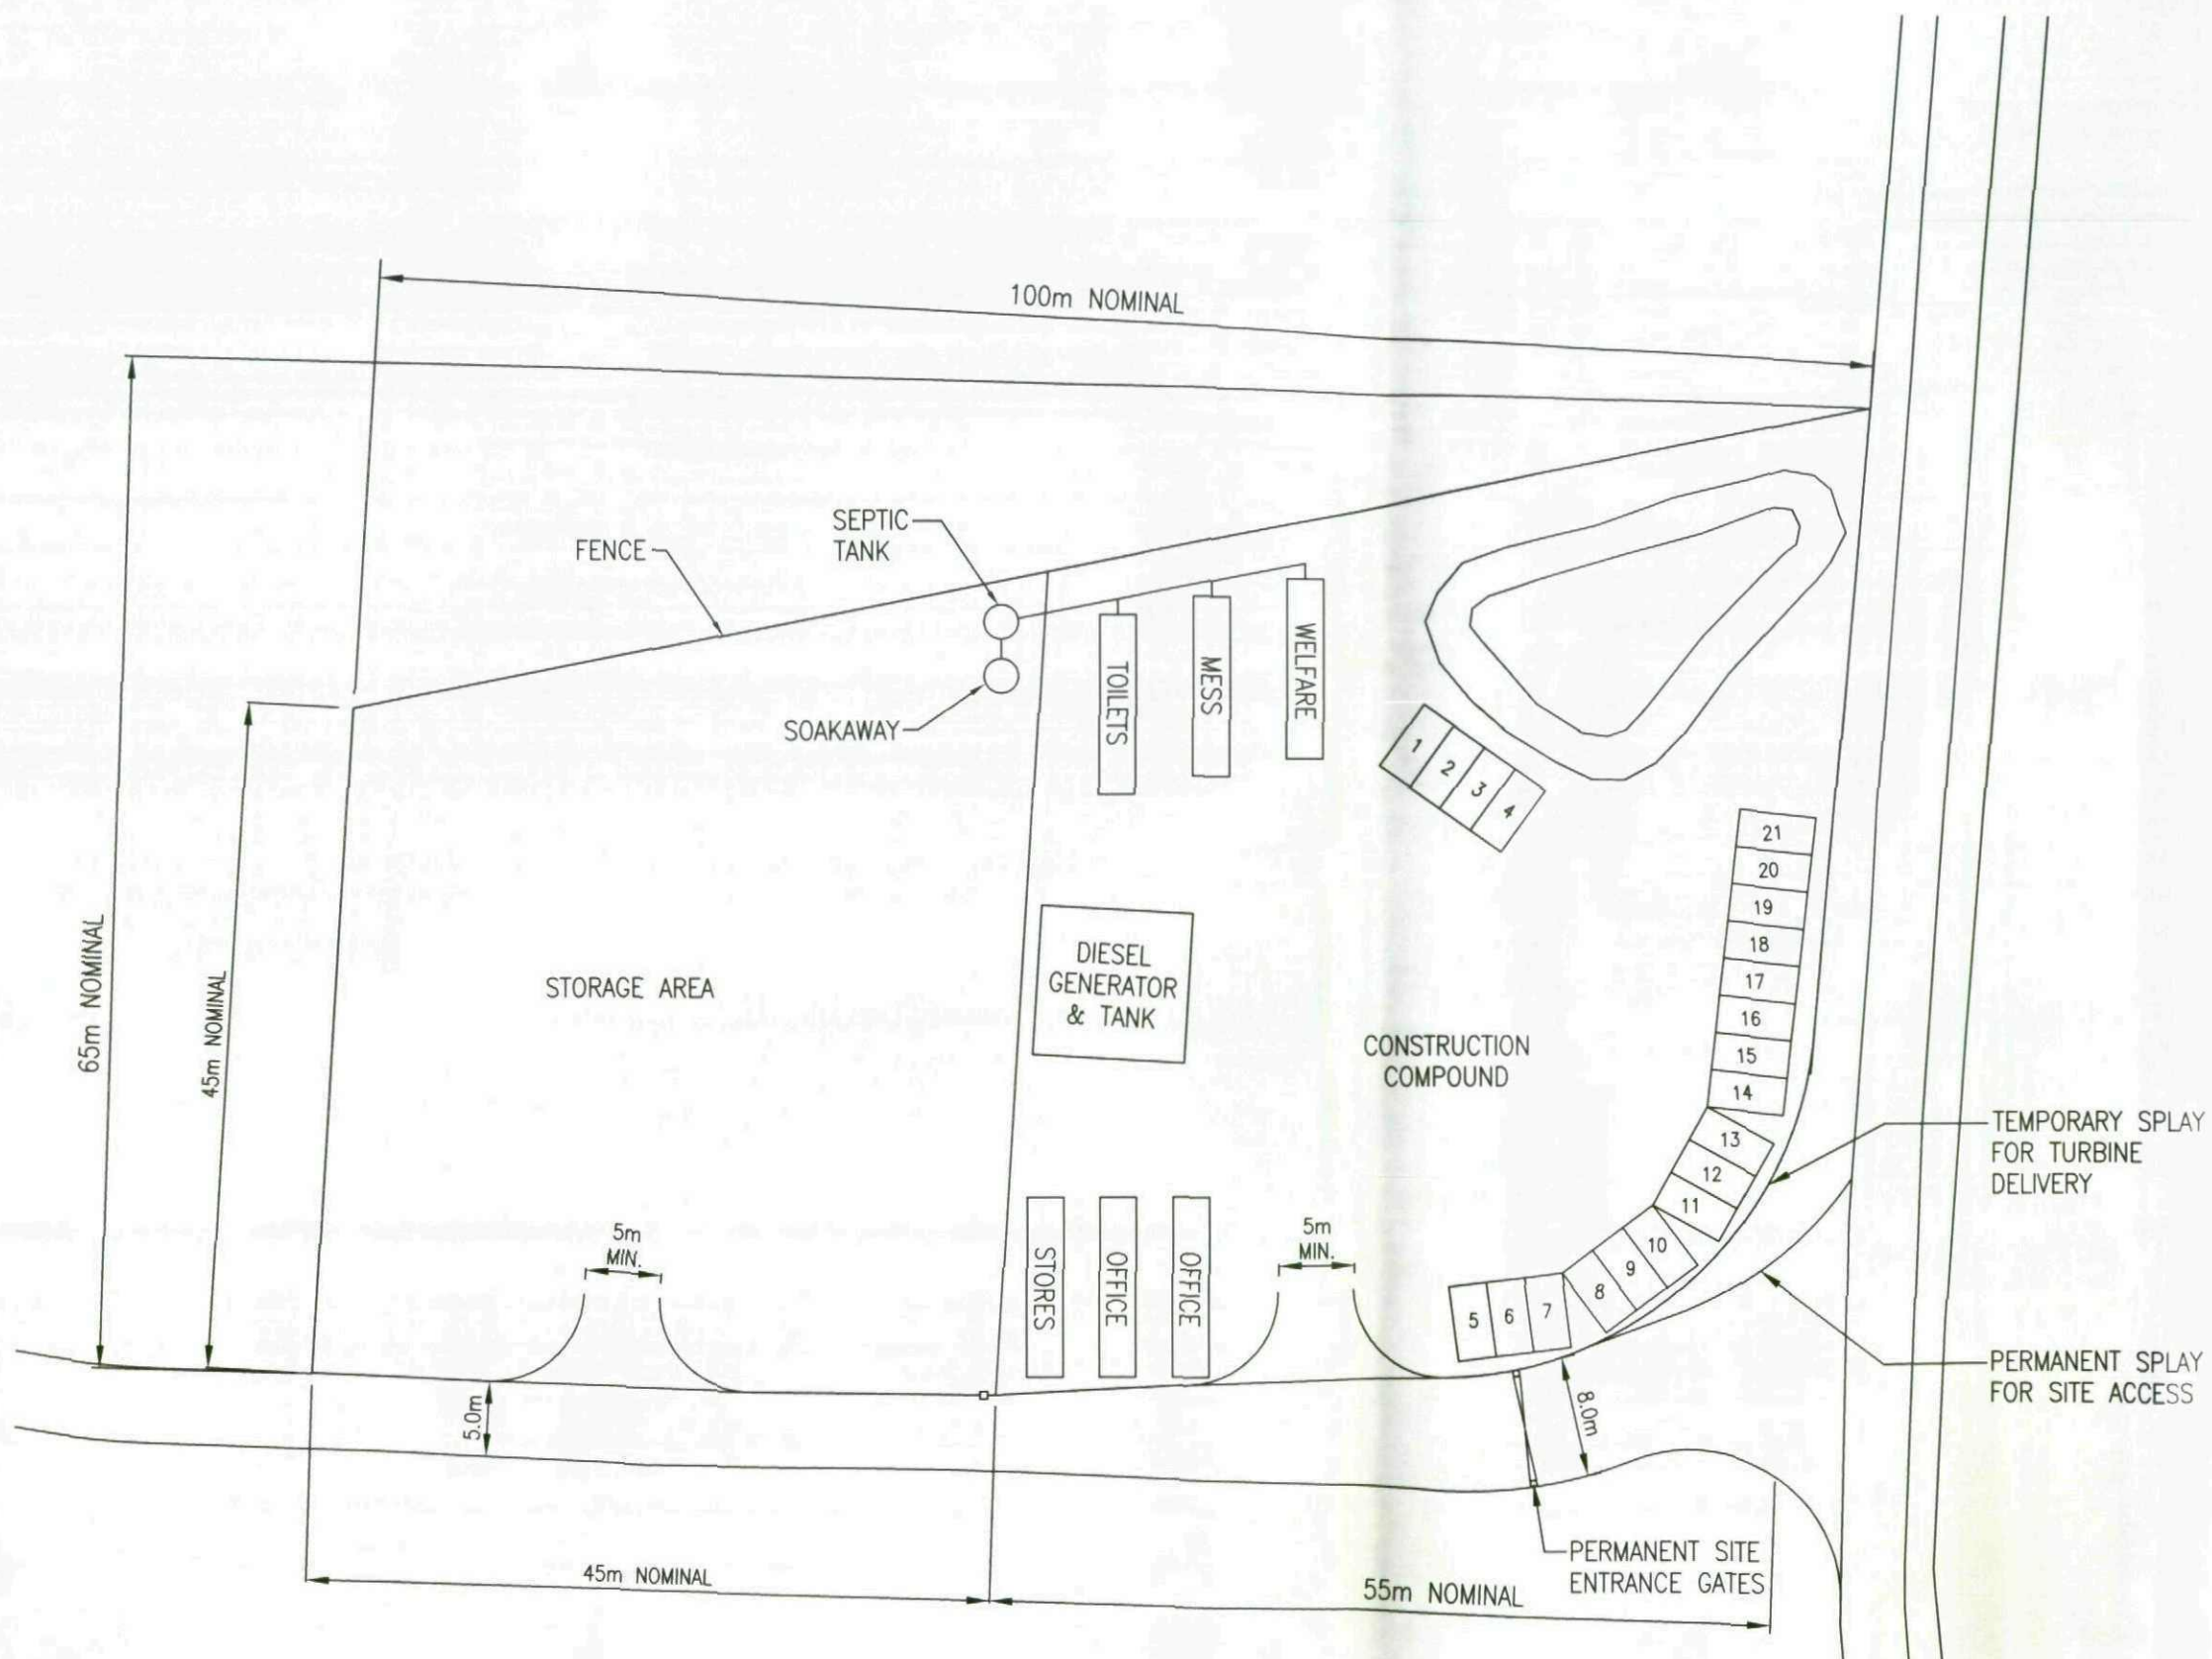 100m NOMINAL
SEPTIC
TANK
FENCE
SOAKAWAY
TOILETS
MESS
WELFARE
1
2
3
4
65m NOMINAL
45m NOMINAL
STORAGE AREA
DIESEL
GENERATOR
& TANK
CONSTRUCTION
COMPOUND
21
20
19
18
17
16
15
14
13
12
11
10
9
8
7
6
5
TEMPORARY SPLAY
FOR TURBINE
DELIVERY
5m
MIN.
STORES
OFFICE
OFFICE
5m
MIN.
PERMANENT SPLAY
FOR SITE ACCESS
5.0m
8.0m
PERMANENT SITE
ENTRANCE GATES
45m NOMINAL
55m NOMINAL